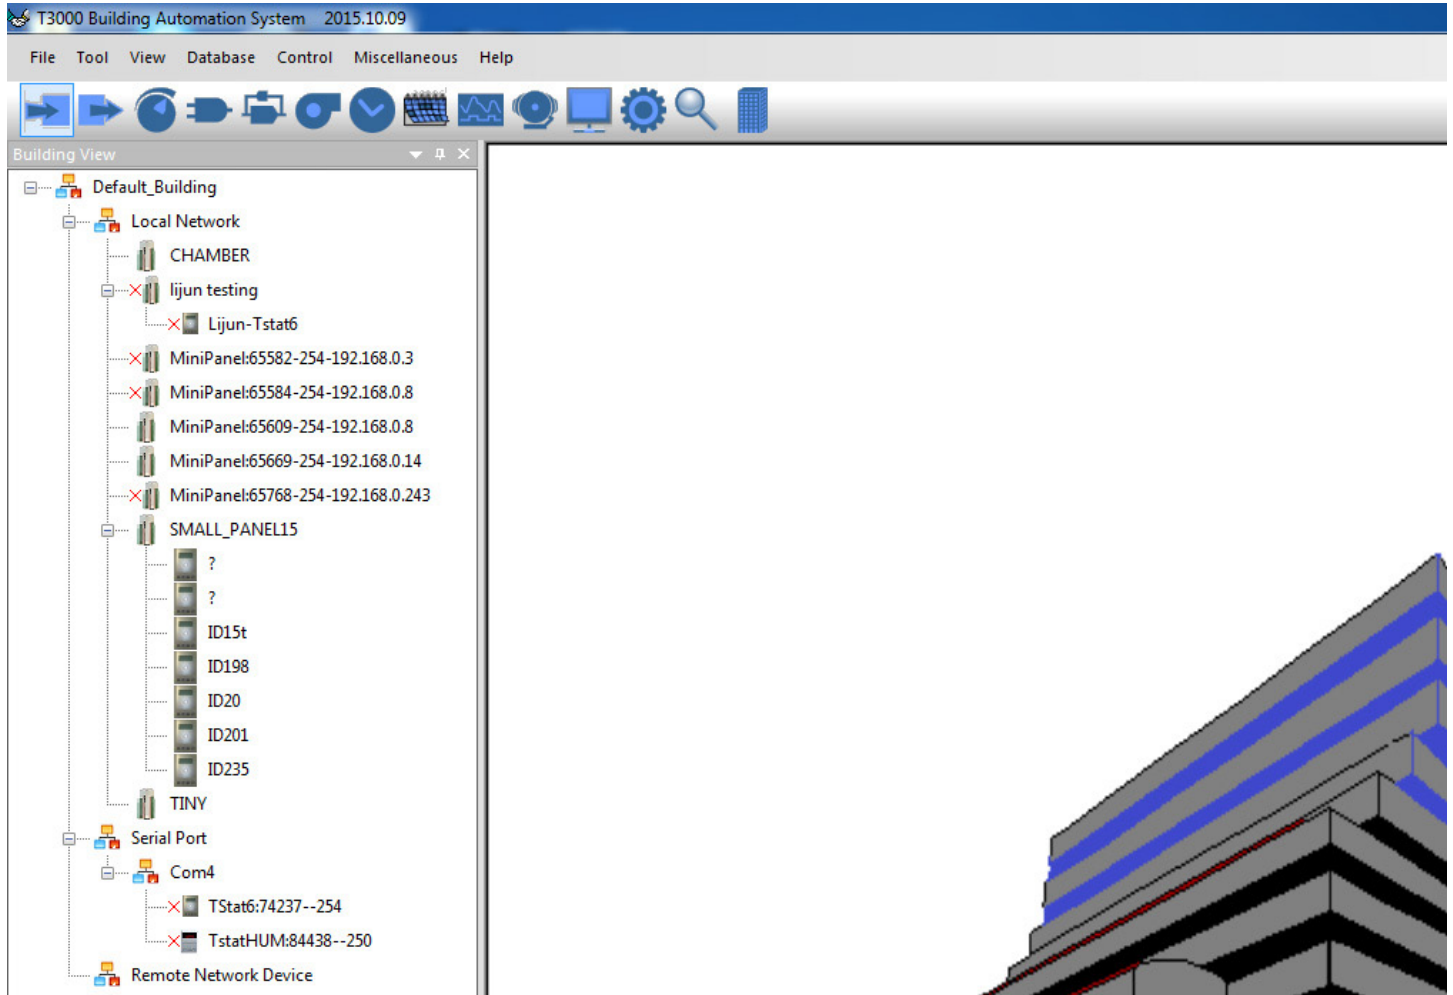 T3000 Building Automation System 2015.10.09
File Tool View Database Control Miscellaneous Help
Building View
Default_Building
Local Network
CHAMBER
lijun testing
Lijun-Tstat6
MiniPanel:65582-254-192.168.0.3
MiniPanel:65584-254-192.168.0.8
MiniPanel:65609-254-192.168.0.8
MiniPanel:65669-254-192.168.0.14
MiniPanel:65768-254-192.168.0.243
SMALL_PANEL15
?
?
ID15t
ID198
ID20
ID201
ID235
TINY
Serial Port
Com4
TStat6:74237--254
TstatHUM:84438--250
Remote Network Device